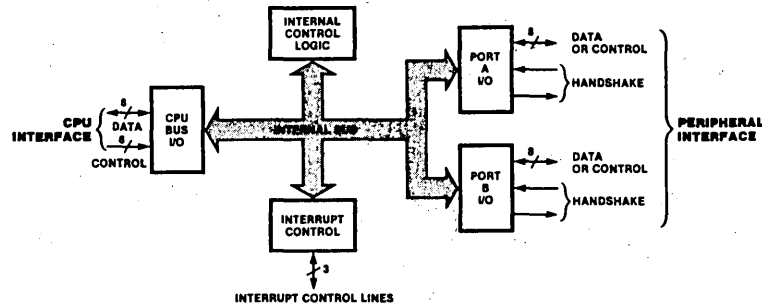 INTERNAL
CONTROL
LOGIC
CPU
INTERFACE
8
DATA
6
CONTROL
CPU
BUS
I/O
INTERNAL BUS
INTERRUPT
CONTROL
3
INTERRUPT CONTROL LINES
PORT
A
I/O
8
DATA
OR CONTROL
HANDSHAKE
PORT
B
I/O
8
DATA
OR CONTROL
HANDSHAKE
PERIPHERAL
INTERFACE